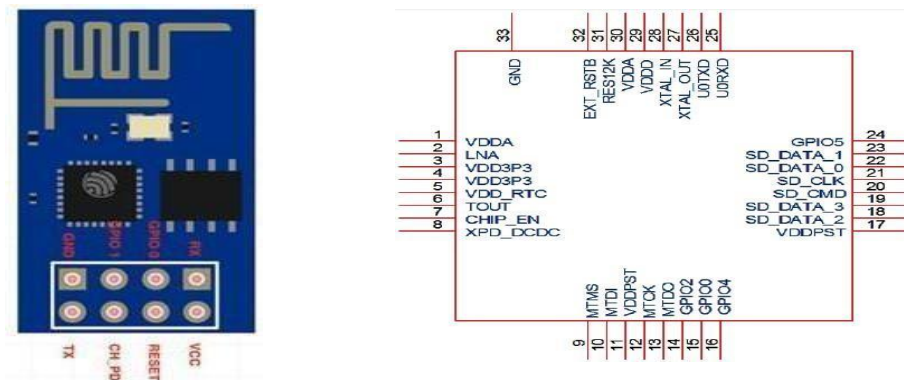 GND
GPIO 1
GPIO 0
RX
TX
CH_PD
RESET
VCC
33
GND
32
31
30
29
28
27
26
25
EXT_RSTB
RES12K
VDDA
VDDD
XTAL_IN
XTAL_OUT
U0TXD
U0RXD
1 VDDA
2 LNA
3 VDD3P3
4 VDD3P3
5 VDD_RTC
6 TOUT
7 CHIP_EN
8 XPD_DCDC
GPIO5 24
SD_DATA_1 23
SD_DATA_0 22
SD_CLK 21
SD_CMD 20
SD_DATA_3 19
SD_DATA_2 18
VDDPST 17
MTMS
MTDI
VDDPST
MTCK
MTDO
GPIO2
GPIO0
GPIO4
9
10
11
12
13
14
15
16